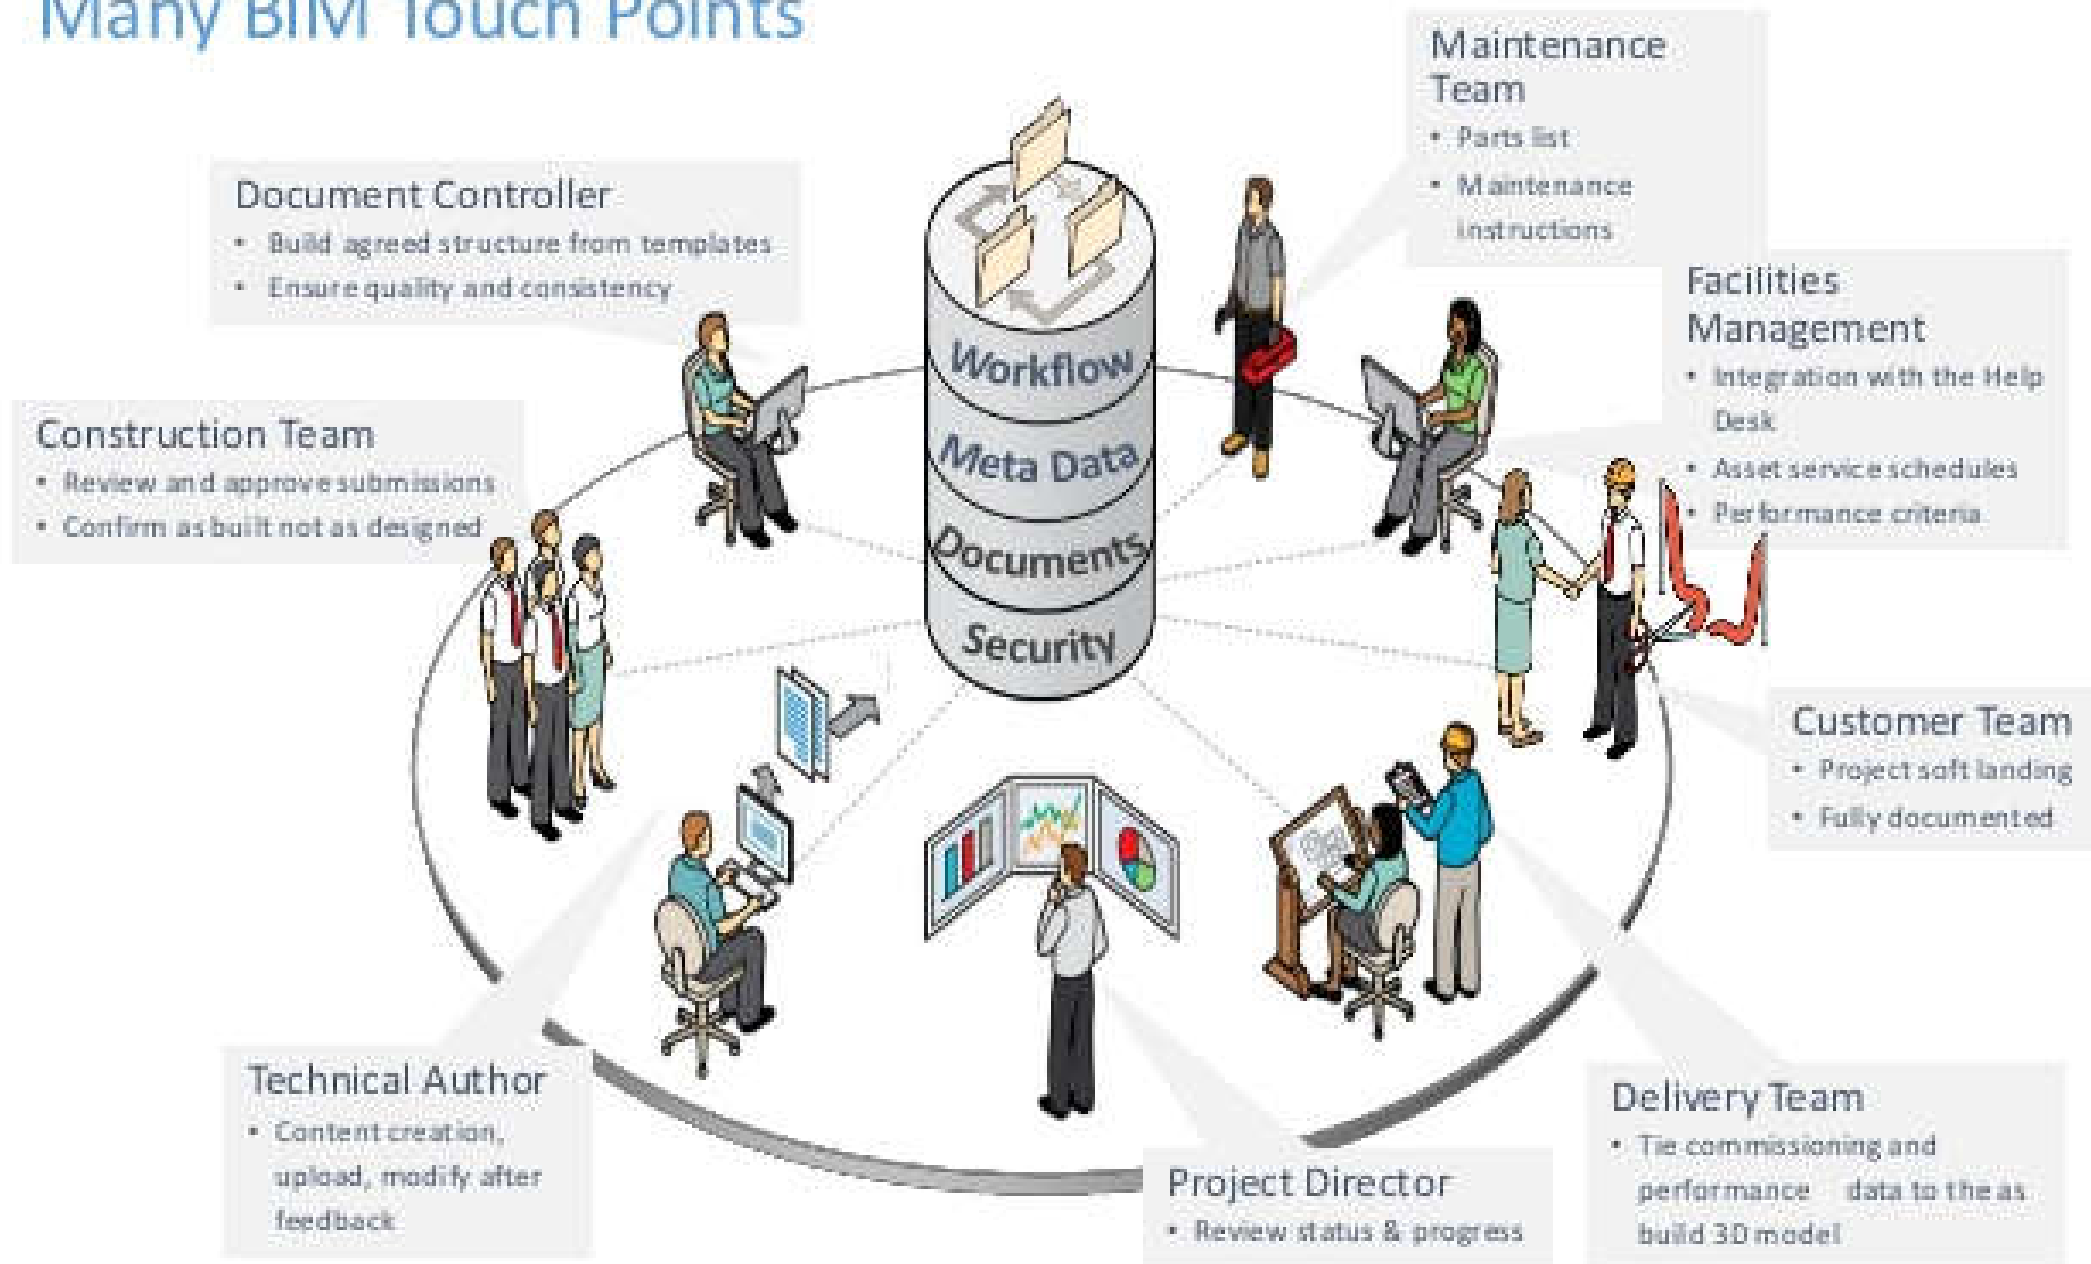 Many BIM Touch Points
Maintenance
Team
• Parts list
• Maintenance
instructions
Document Controller
• Build agreed structure from templates
• Ensure quality and consistency
Facilities
Management
• Integration with the Help
Desk
• Asset service schedules
• Performance criteria
Construction Team
• Review and approve submissions
• Confirm as built not as designed
Workflow
Meta Data
Documents
Security
Customer Team
• Project soft landing
• Fully documented
Technical Author
• Content creation,
upload, modify after
feedback
Project Director
• Review status & progress
Delivery Team
• Tie commissioning and
performance data to the as
build 3D model